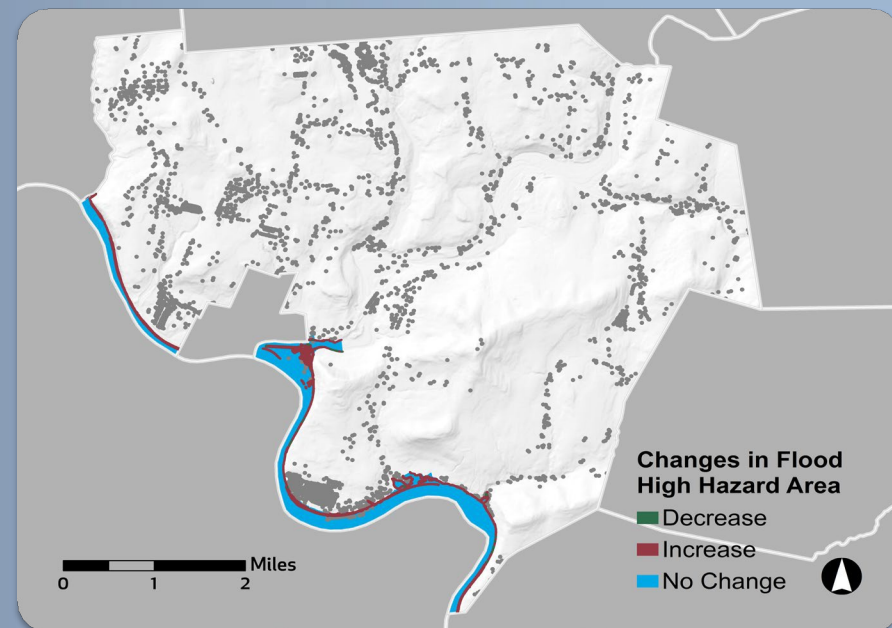 Changes in Flood
High Hazard Area
Decrease
Increase
No Change
Miles
0 1 2